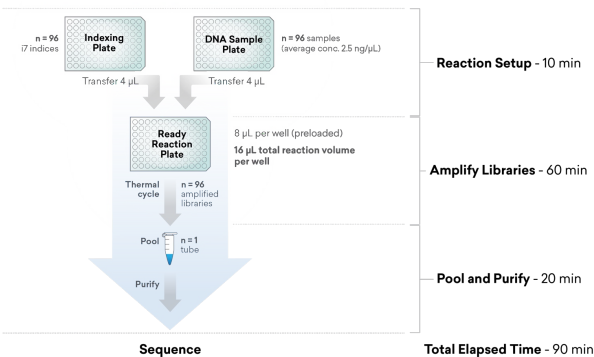 n = 96
i7 indices
Indexing
Plate
DNA Sample
Plate
n = 96 samples
(average conc. 2.5 ng/µL)
Transfer 4 µL
Transfer 4 µL
Reaction Setup - 10 min
Ready
Reaction
Plate
8 µL per well (preloaded)
16 µL total reaction volume
per well
Thermal
cycle
n = 96
amplified
libraries
Amplify Libraries - 60 min
Pool
n = 1
tube
Purify
Pool and Purify - 20 min
Sequence
Total Elapsed Time - 90 min